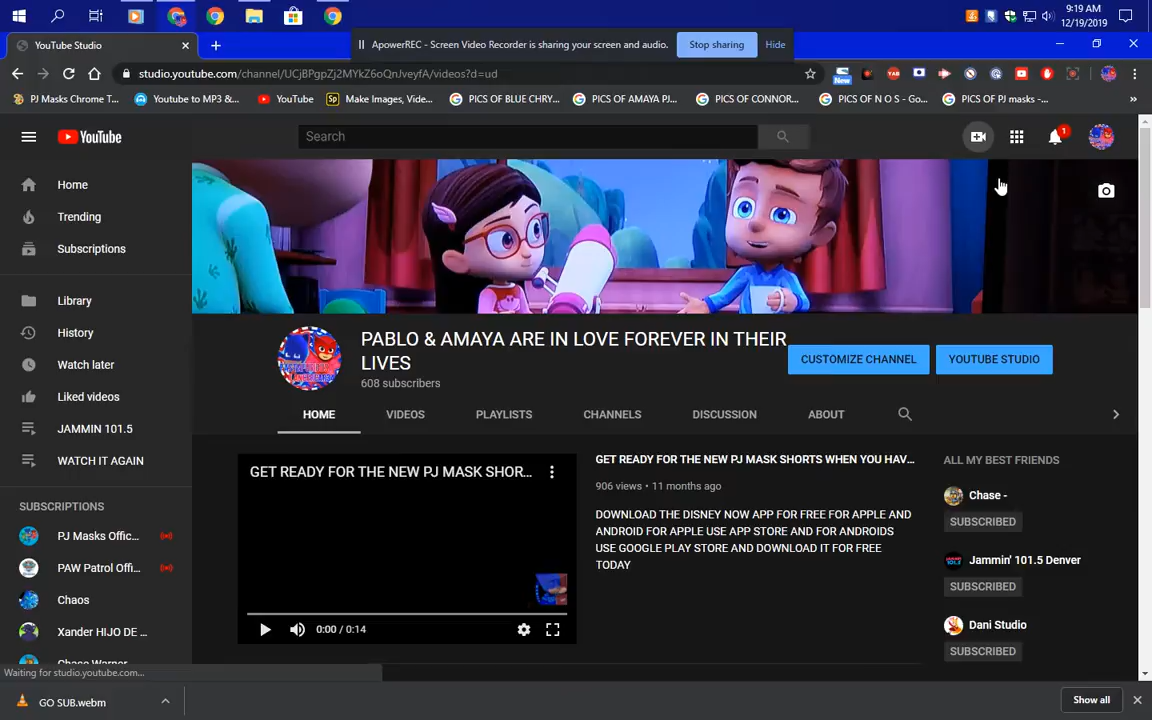 9:19 AM
12/19/2019
YouTube Studio
ApowerREC - Screen Video Recorder is sharing your screen and audio.
Stop sharing
Hide
studio.youtube.com/channel/UCjBPgpZj2MYkZ6oQnJveyfA/videos?d=ud
New
PJ Masks Chrome T...
Youtube to MP3 &...
YouTube
Sp
Make Images, Vide...
PICS OF BLUE CHRY...
PICS OF AMAYA PJ...
PICS OF CONNOR...
PICS OF N O S - Go...
PICS OF PJ masks -...
YouTube
Search
1
Home
Trending
Subscriptions
Library
History
Watch later
Liked videos
JAMMIN 101.5
WATCH IT AGAIN
SUBSCRIPTIONS
PJ Masks Offic...
PAW Patrol Offi...
Chaos
Xander HIJO DE ...
Chase Warner
PABLO & AMAYA ARE IN LOVE FOREVER IN THEIR
LIVES
608 subscribers
CUSTOMIZE CHANNEL
YOUTUBE STUDIO
HOME
VIDEOS
PLAYLISTS
CHANNELS
DISCUSSION
ABOUT
GET READY FOR THE NEW PJ MASK SHOR...
0:00 / 0:14
GET READY FOR THE NEW PJ MASK SHORTS WHEN YOU HAV...
906 views • 11 months ago
DOWNLOAD THE DISNEY NOW APP FOR FREE FOR APPLE AND
ANDROID FOR APPLE USE APP STORE AND FOR ANDROIDS
USE GOOGLE PLAY STORE AND DOWNLOAD IT FOR FREE
TODAY
ALL MY BEST FRIENDS
Chase -
SUBSCRIBED
Jammin' 101.5 Denver
SUBSCRIBED
Dani Studio
SUBSCRIBED
Waiting for studio.youtube.com...
GO SUB.webm
Show all